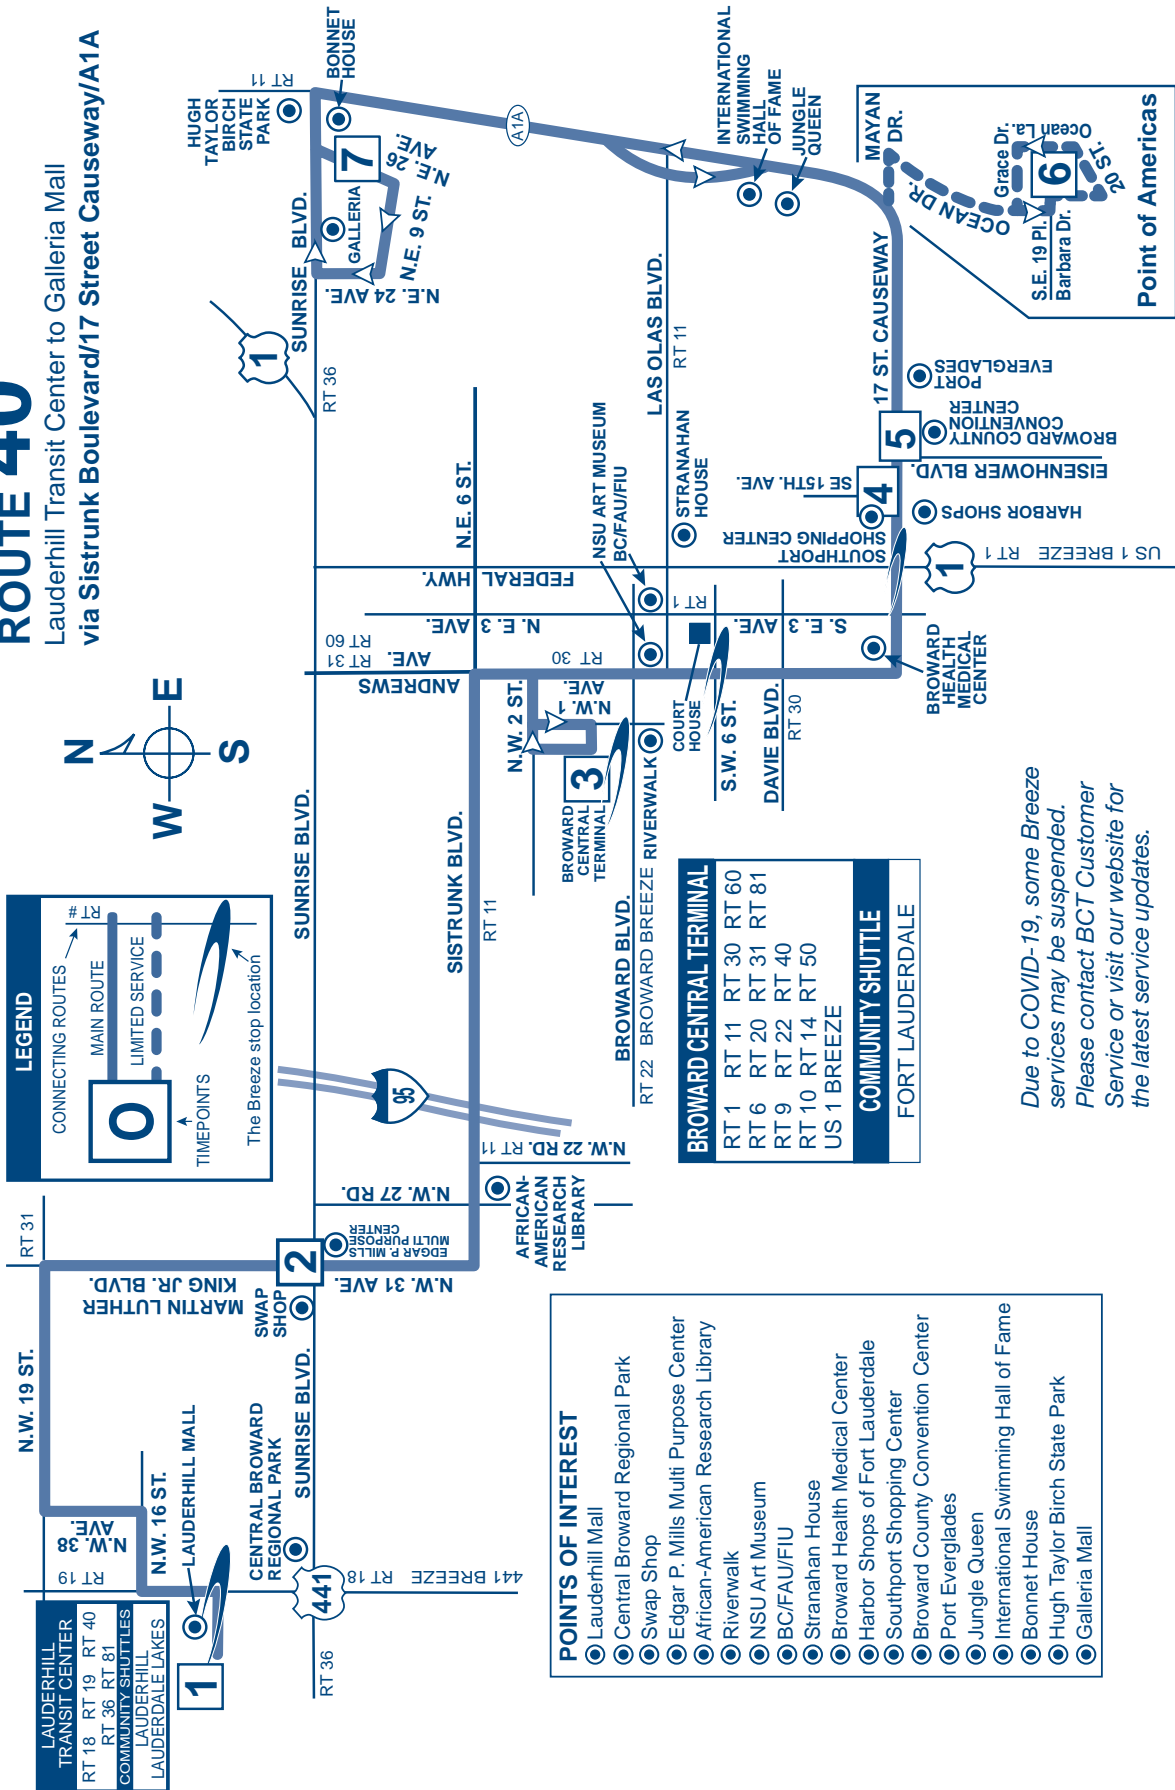 ROUTE 40
Lauderhill Transit Center to Galleria Mall
via Sistrunk Boulevard/17 Street Causeway/A1A
N
W
E
S
LEGEND
CONNECTING ROUTES
RT #
MAIN ROUTE
LIMITED SERVICE
O
TIMEPOINTS
The Breeze stop location
LAUDERHILL
TRANSIT CENTER
RT 18 RT 19 RT 40
RT 36 RT 81
COMMUNITY SHUTTLES
LAUDERHILL
LAUDERDALE LAKES
1
LAUDERHILL MALL
RT 19
N.W. 38
AVE.
N.W. 16 ST.
N.W. 19 ST.
RT 31
MARTIN LUTHER
KING JR. BLVD.
CENTRAL BROWARD
REGIONAL PARK
SUNRISE BLVD.
441
RT 18 441 BREEZE
RT 36
SWAP
SHOP
2
EDGAR P. MILLS
MULTI PURPOSE
CENTER
N.W. 31 AVE.
N.W. 27 RD.
AFRICAN-
AMERICAN
RESEARCH
LIBRARY
N.W. 22 RD. RT 11
95
SUNRISE BLVD.
SISTRUNK BLVD.
RT 11
BROWARD BLVD.
RT 22 BROWARD BREEZE
RIVERWALK
BROWARD
CENTRAL
TERMINAL
3
N.W. 2 ST.
N.W. 1
AVE.
ANDREWS
AVE.
RT 31
RT 60
RT 30
N. E. 3 AVE.
FEDERAL HWY.
N.E. 6 ST.
COURT
HOUSE
S.W. 6 ST.
DAVIE BLVD.
RT 30
S. E. 3 AVE.
RT 1
NSU ART MUSEUM
BC/FAU/FIU
STRANAHAN
HOUSE
LAS OLAS BLVD.
RT 11
BROWARD
HEALTH
MEDICAL
CENTER
1
RT 1 US 1 BREEZE
SOUTHPORT
SHOPPING CENTER
4
SE 15TH. AVE.
HARBOR SHOPS
EISENHOWER BLVD.
5
BROWARD COUNTY
CONVENTION
CENTER
PORT
EVERGLADES
17 ST. CAUSEWAY
1
RT 36
SUNRISE BLVD.
N.E. 24 AVE.
GALLERIA
7
N.E. 9 ST.
N.E. 26
AVE.
HUGH
TAYLOR
BIRCH
STATE
PARK
RT 11
BONNET
HOUSE
A1A
INTERNATIONAL
SWIMMING
HALL
OF FAME
JUNGLE
QUEEN
MAYAN
DR.
OCEAN DR.
Grace Dr.
Ocean La.
6
20 ST.
S.E. 19 Pl.
Barbara Dr.
Point of Americas
BROWARD CENTRAL TERMINAL
RT 1 RT 11 RT 30 RT 60
RT 6 RT 20 RT 31 RT 81
RT 9 RT 22 RT 40
RT 10 RT 14 RT 50
US 1 BREEZE
COMMUNITY SHUTTLE
FORT LAUDERDALE
Due to COVID-19, some Breeze
services may be suspended.
Please contact BCT Customer
Service or visit our website for
the latest service updates.
POINTS OF INTEREST
Lauderhill Mall
Central Broward Regional Park
Swap Shop
Edgar P. Mills Multi Purpose Center
African-American Research Library
Riverwalk
NSU Art Museum
BC/FAU/FIU
Stranahan House
Broward Health Medical Center
Harbor Shops of Fort Lauderdale
Southport Shopping Center
Broward County Convention Center
Port Everglades
Jungle Queen
International Swimming Hall of Fame
Bonnet House
Hugh Taylor Birch State Park
Galleria Mall